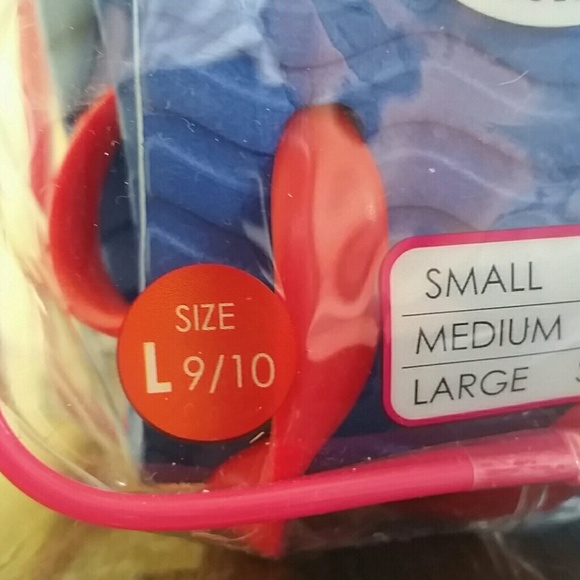 SIZE
L 9/10
SMALL
MEDIUM
LARGE